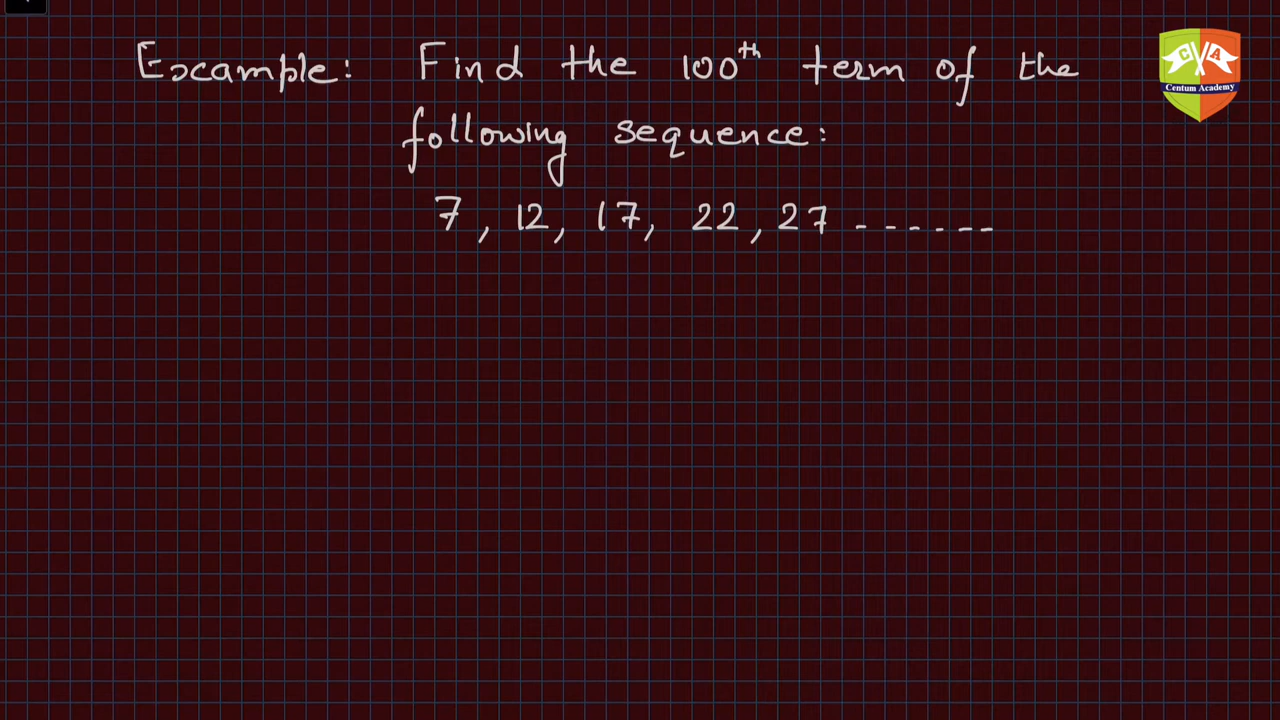 Example: Find the 100th term of the
following sequence:
7, 12, 17, 22, 27 -------
C A
Centum Academy